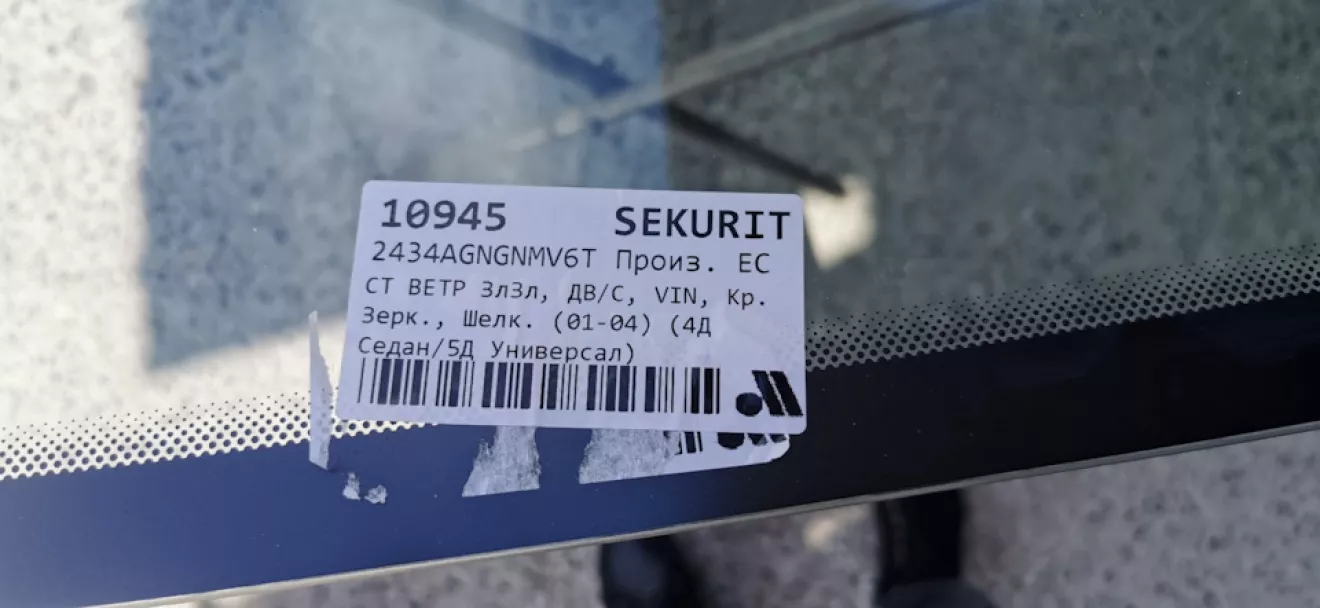 10945 SEKURIT
2434AGNGNMV6T Произ. ЕС
СТ ВЕТР ЗлЗл, ДВ/С, VIN, Кр.
Зерк., Шелк. (01-04) (4Д
Седан/5Д Универсал)